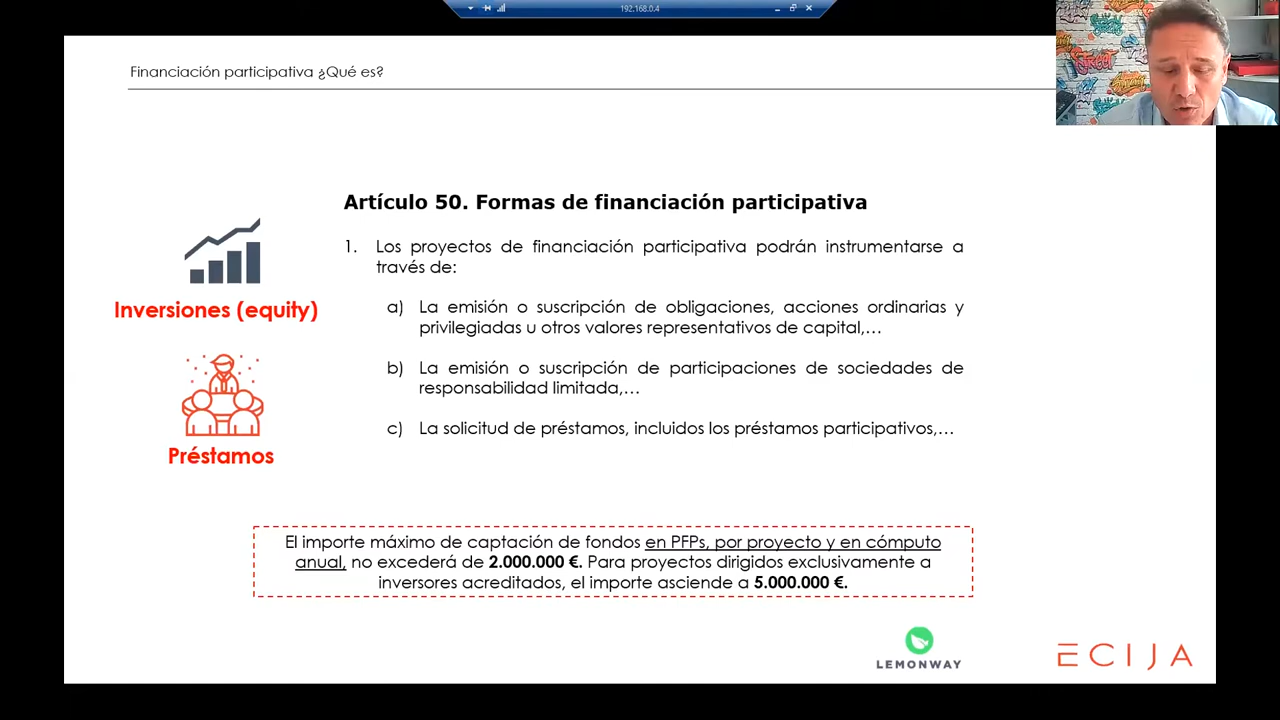 192.168.0.4
Financiación participativa ¿Qué es?
Artículo 50. Formas de financiación participativa
1. Los proyectos de financiación participativa podrán instrumentarse a
través de:
Inversiones (equity)
a) La emisión o suscripción de obligaciones, acciones ordinarias y
privilegiadas u otros valores representativos de capital,...
b) La emisión o suscripción de participaciones de sociedades de
responsabilidad limitada,...
c) La solicitud de préstamos, incluidos los préstamos participativos,...
Préstamos
El importe máximo de captación de fondos en PFPs, por proyecto y en cómputo
anual, no excederá de 2.000.000 €. Para proyectos dirigidos exclusivamente a
inversores acreditados, el importe asciende a 5.000.000 €.
LEMONWAY
ECIJA